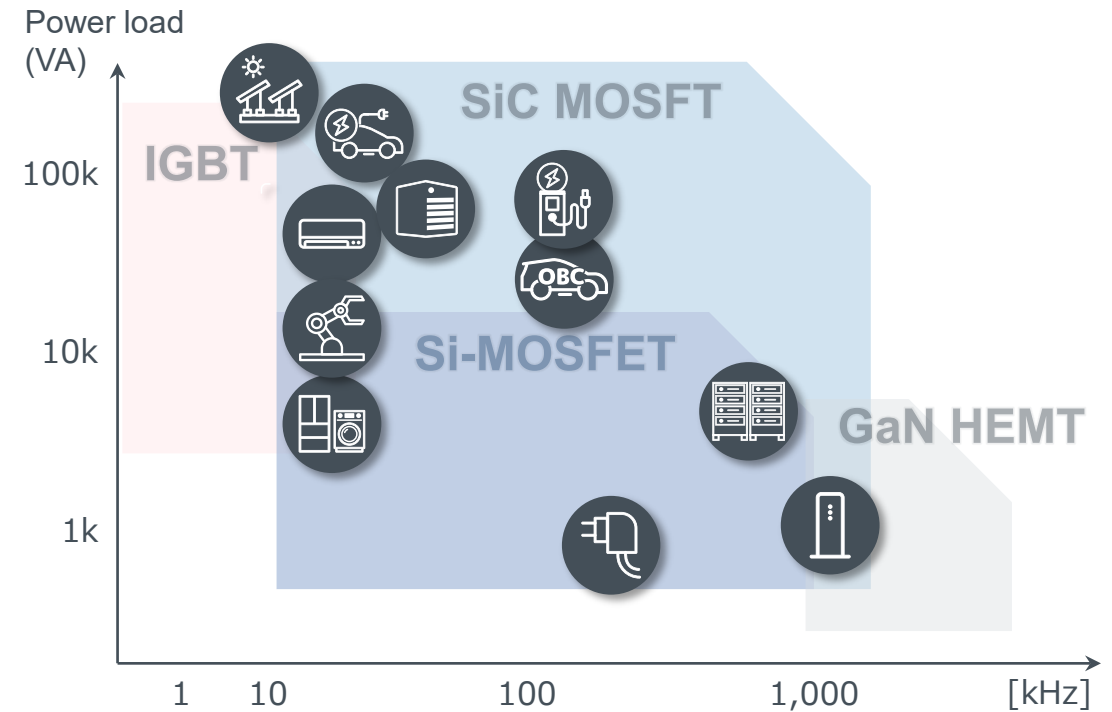 Power load
(VA)
SiC MOSFT
IGBT
100k
OBC
10k
Si-MOSFET
GaN HEMT
1k
1 10 100 1,000 [kHz]